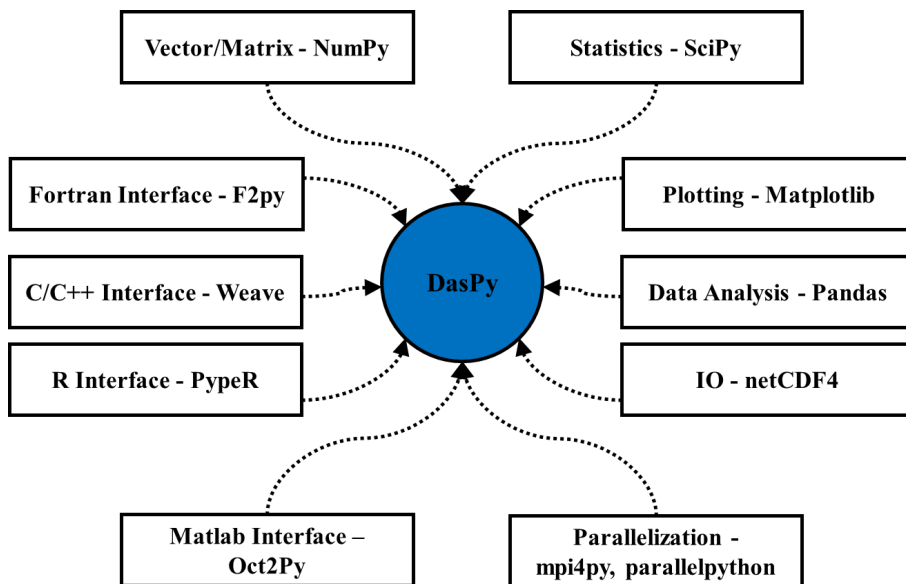 Vector/Matrix - NumPy
Statistics - SciPy
Fortran Interface - F2py
Plotting - Matplotlib
C/C++ Interface - Weave
DasPy
Data Analysis - Pandas
R Interface - PypeR
IO - netCDF4
Matlab Interface –
Oct2Py
Parallelization -
mpi4py, parallelpython